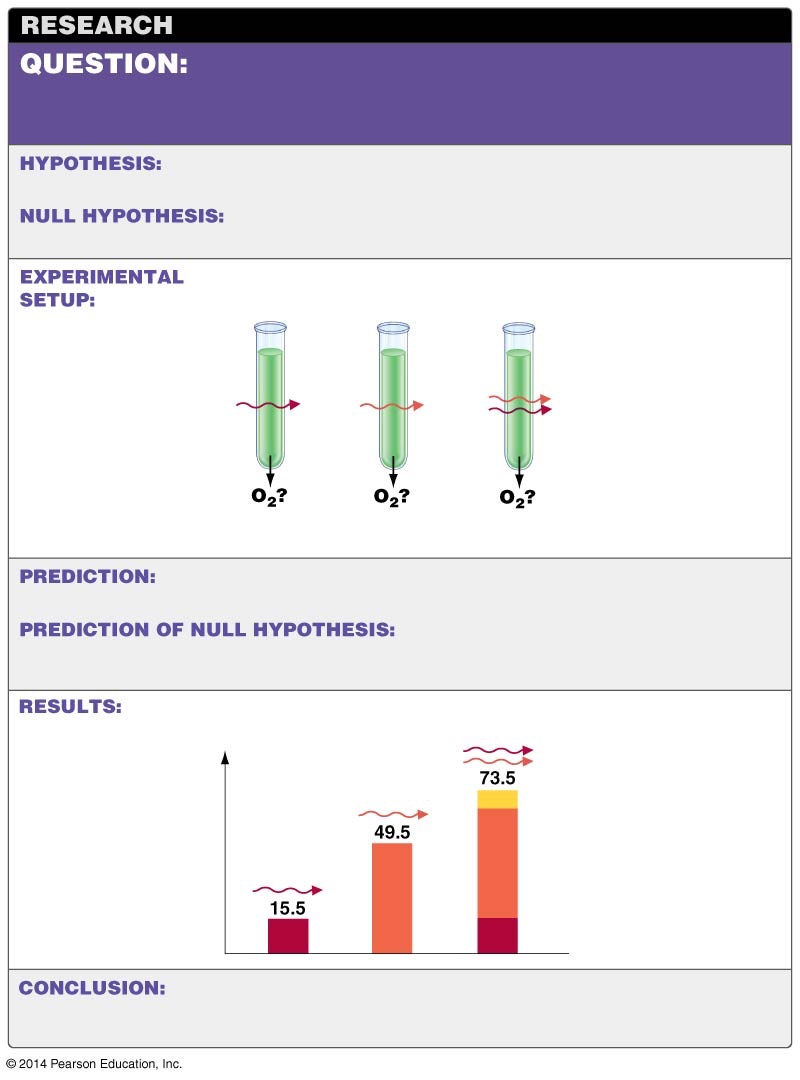 RESEARCH
QUESTION:
HYPOTHESIS:
NULL HYPOTHESIS:
EXPERIMENTAL
SETUP:
O₂? O₂? O₂?
PREDICTION:
PREDICTION OF NULL HYPOTHESIS:
RESULTS:
73.5
49.5
15.5
CONCLUSION:
© 2014 Pearson Education, Inc.